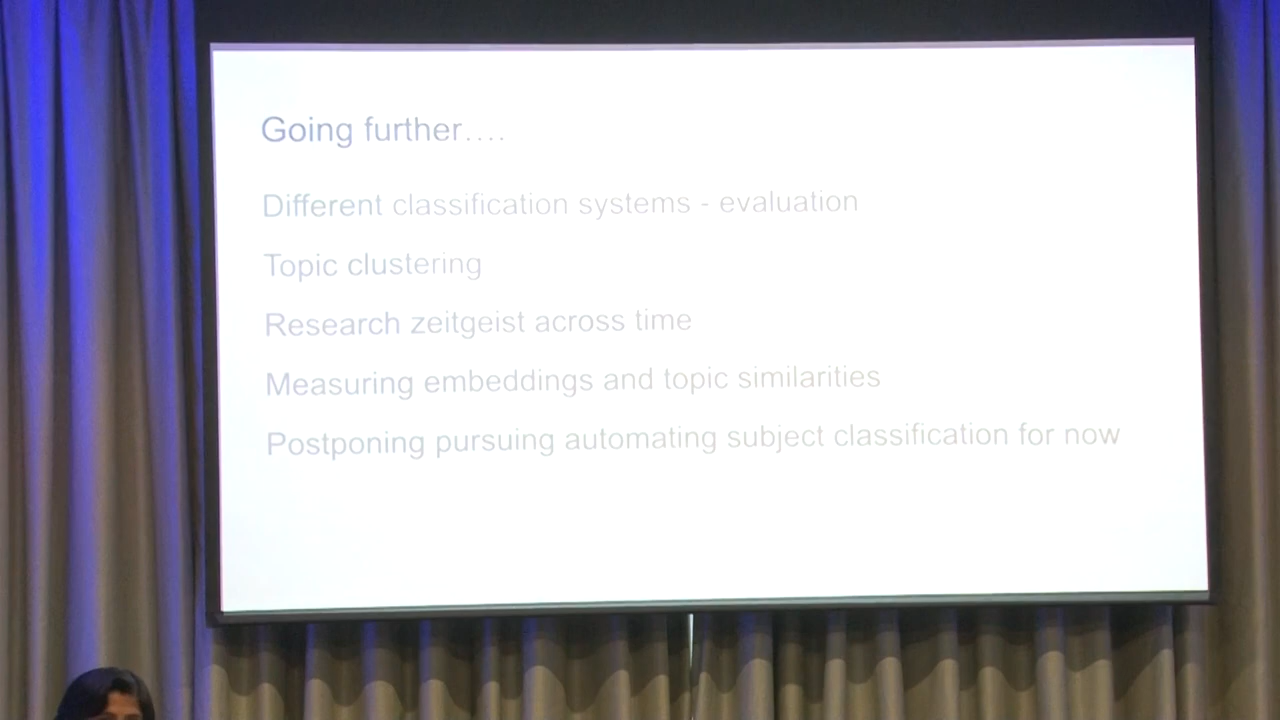 Going further....
Different classification systems - evaluation
Topic clustering
Research zeitgeist across time
Measuring embeddings and topic similarities
Postponing pursuing automating subject classification for now